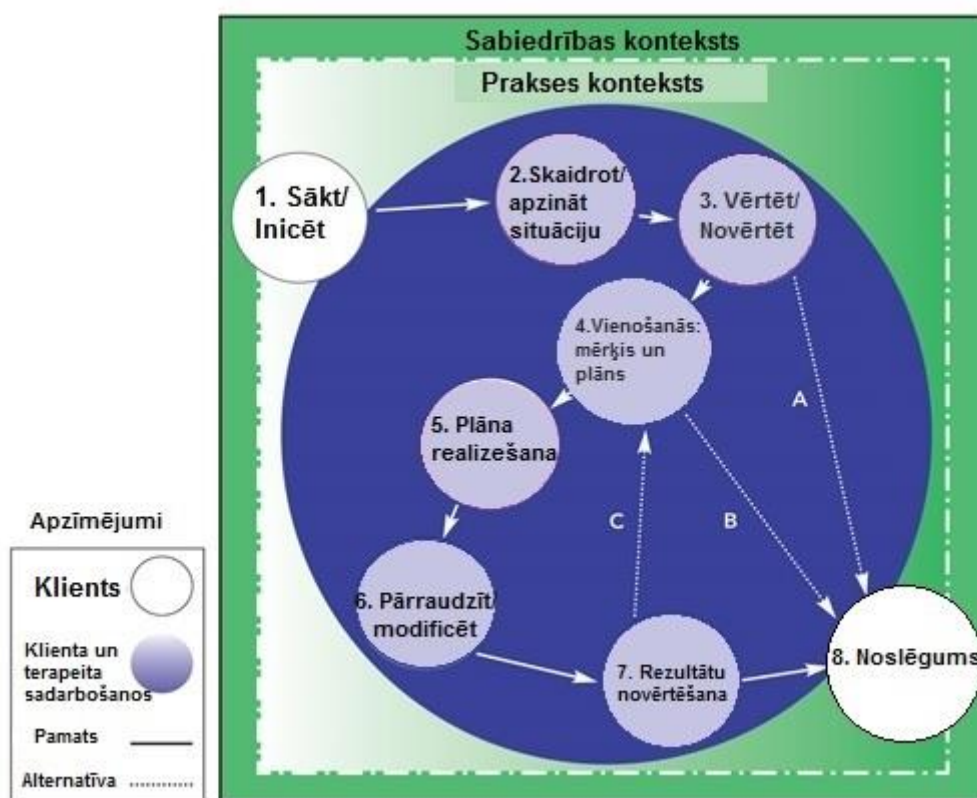 Sabiedrības konteksts
Prakses konteksts
1. Sākt/
Inicēt
2.Skaidrot/
apzināt
situāciju
3. Vērtēt/
Novērtēt
4.Vienošanās:
mērķis un
plāns
A
5. Plāna
realizešana
C
B
6. Pārraudzīt/
modificēt
7. Rezultātu
novērtēšana
8. Noslēgums
Apzīmējumi
Klients
Klienta un
terapeita
sadarbošanos
Pamats
Alternatīva